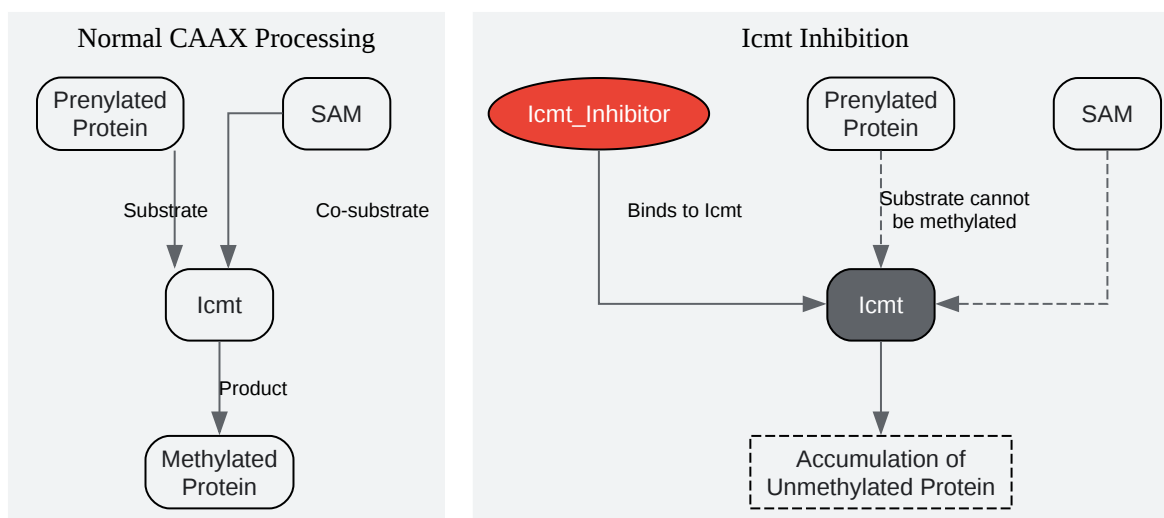 Normal CAAX Processing
Prenylated
Protein
SAM
Substrate
Co-substrate
Icmt
Product
Methylated
Protein
Icmt Inhibition
Icmt_Inhibitor
Prenylated
Protein
SAM
Binds to Icmt
Substrate cannot
be methylated
Icmt
Accumulation of
Unmethylated Protein